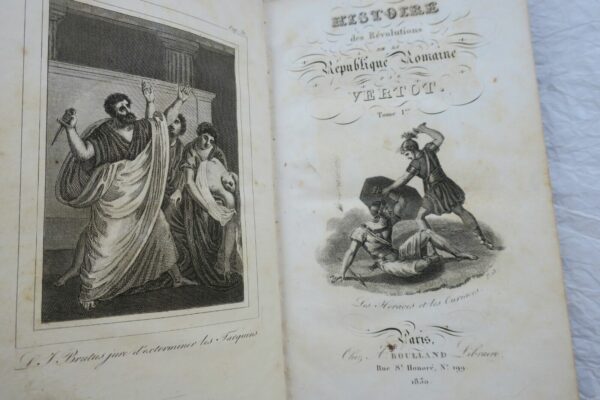 L. J. Brutus jure d'exterminer les Tarquins
HISTOIRE
des Révolutions
DE LA
République Romaine
PAR
VERTOT.
Tome 1er
Les Horaces et les Curiaces
Paris,
Chez A. BOULLAND Libraire
Rue St Honoré, No 199
1830